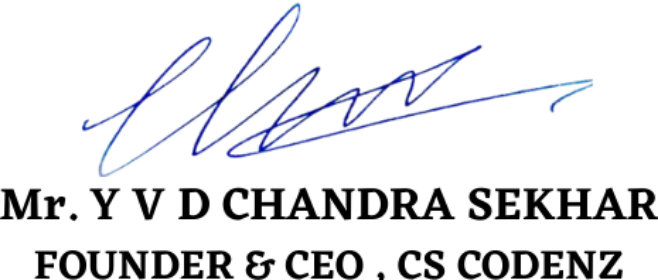 Mr. Y V D CHANDRA SEKHAR
FOUNDER & CEO , CS CODENZ